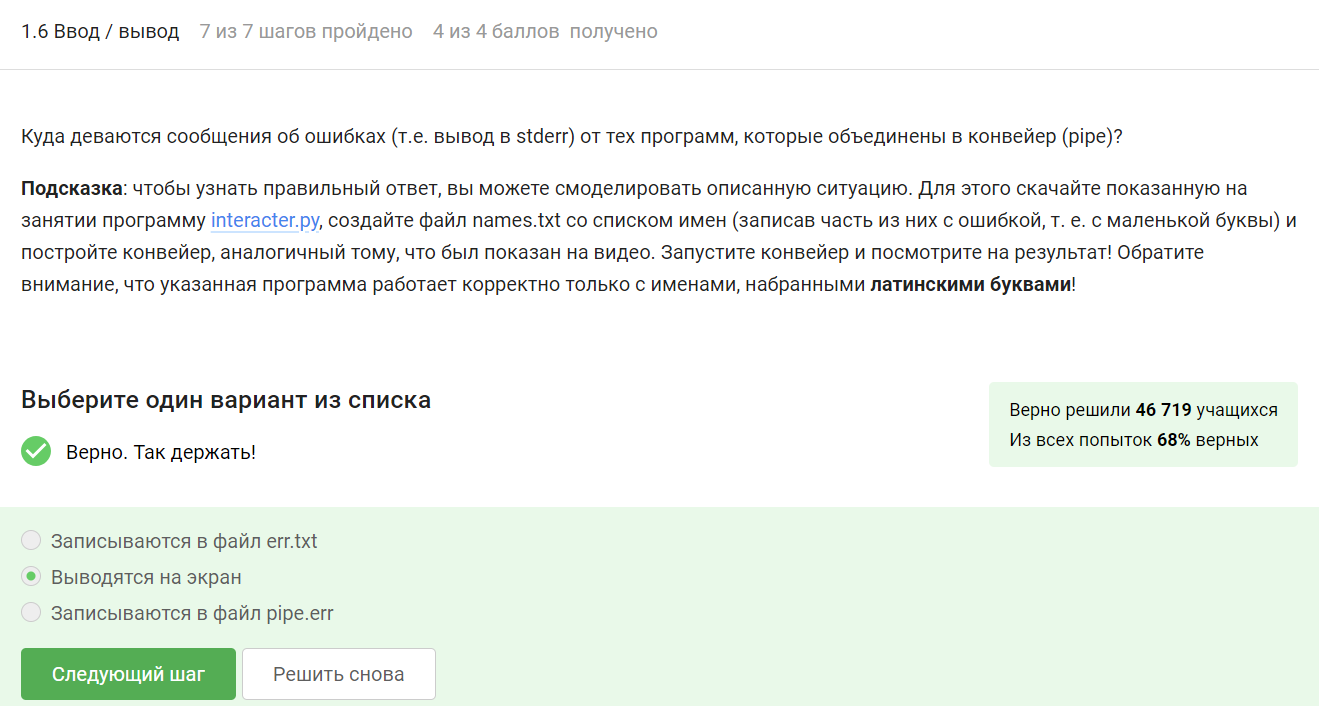 1.6 Ввод / вывод 7 из 7 шагов пройдено 4 из 4 баллов получено
Куда деваются сообщения об ошибках (т.е. вывод в stderr) от тех программ, которые объединены в конвейер (pipe)?
Подсказка: чтобы узнать правильный ответ, вы можете смоделировать описанную ситуацию. Для этого скачайте показанную на
занятии программу interacter.py, создайте файл names.txt со списком имен (записав часть из них с ошибкой, т. е. с маленькой буквы) и
постройте конвейер, аналогичный тому, что был показан на видео. Запустите конвейер и посмотрите на результат! Обратите
внимание, что указанная программа работает корректно только с именами, набранными латинскими буквами!
Выберите один вариант из списка
Верно. Так держать!
Верно решили 46 719 учащихся
Из всех попыток 68% верных
Записываются в файл err.txt
Выводятся на экран
Записываются в файл pipe.err
Следующий шаг Решить снова